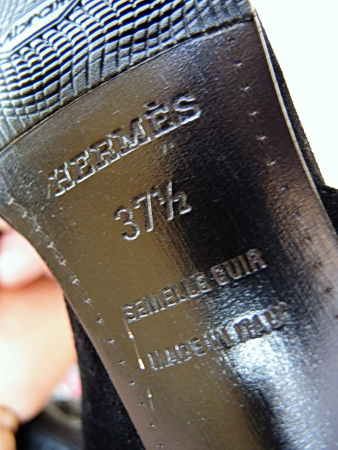 HERMÈS
37½
SEMELLE CUIR
MADE IN ITALY